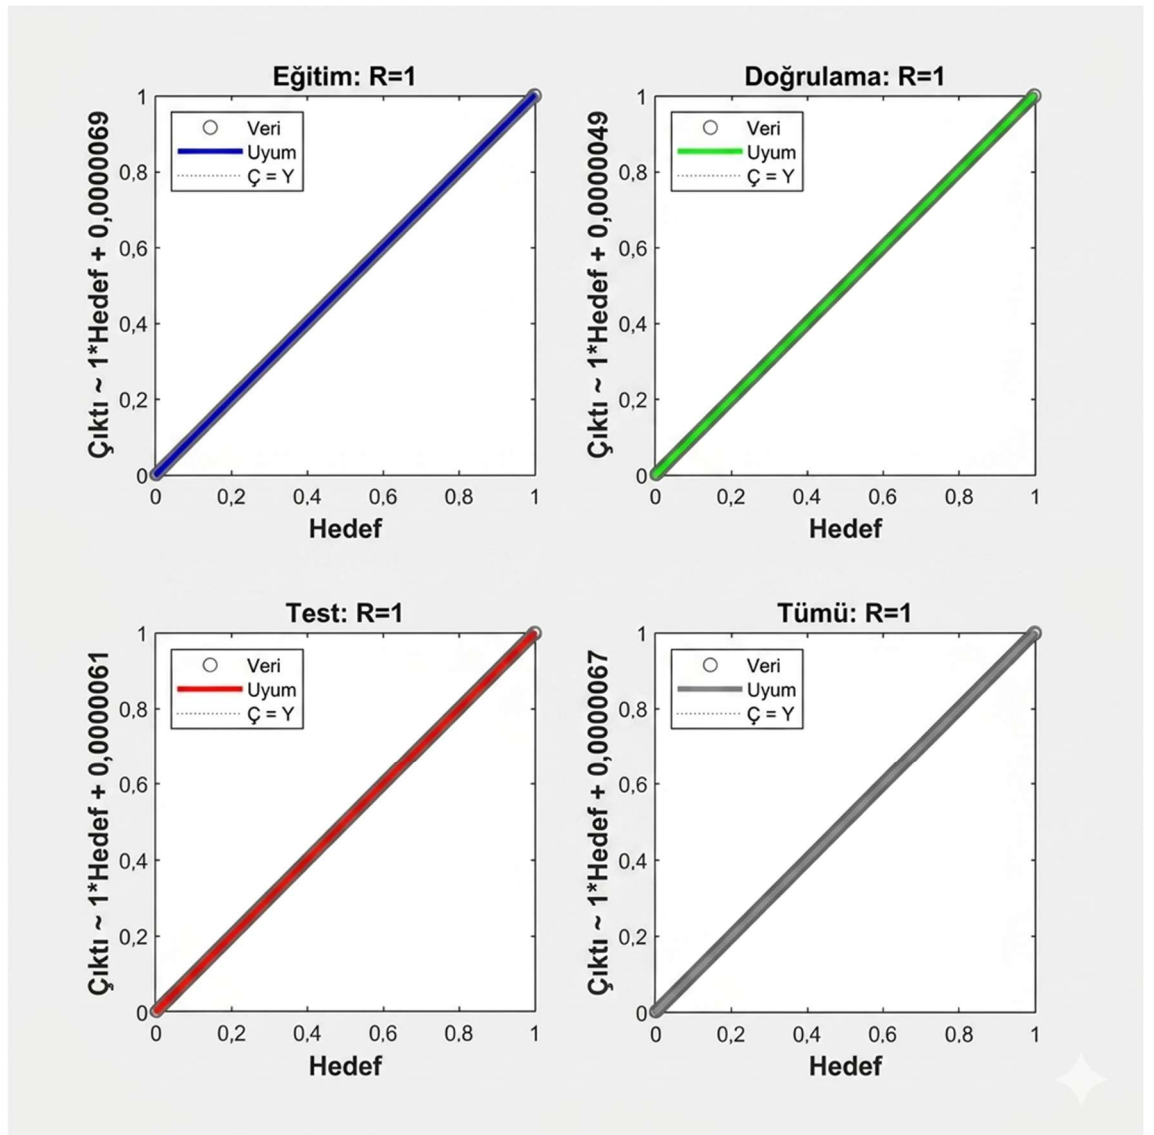 Eğitim: R=1
Çıktı ~ 1*Hedef + 0,0000069
1
0,8
0,6
0,4
0,2
0
Veri
Uyum
Ç = Y
0 0,2 0,4 0,6 0,8 1
Hedef
Doğrulama: R=1
Çıktı ~ 1*Hedef + 0,0000049
1
0,8
0,6
0,4
0,2
0
Veri
Uyum
Ç = Y
0 0,2 0,4 0,6 0,8 1
Hedef
Test: R=1
Çıktı ~ 1*Hedef + 0,0000061
1
0,8
0,6
0,4
0,2
0
Veri
Uyum
Ç = Y
0 0,2 0,4 0,6 0,8 1
Hedef
Tümü: R=1
Çıktı ~ 1*Hedef + 0,0000067
1
0,8
0,6
0,4
0,2
0
Veri
Uyum
Ç = Y
0 0,2 0,4 0,6 0,8 1
Hedef